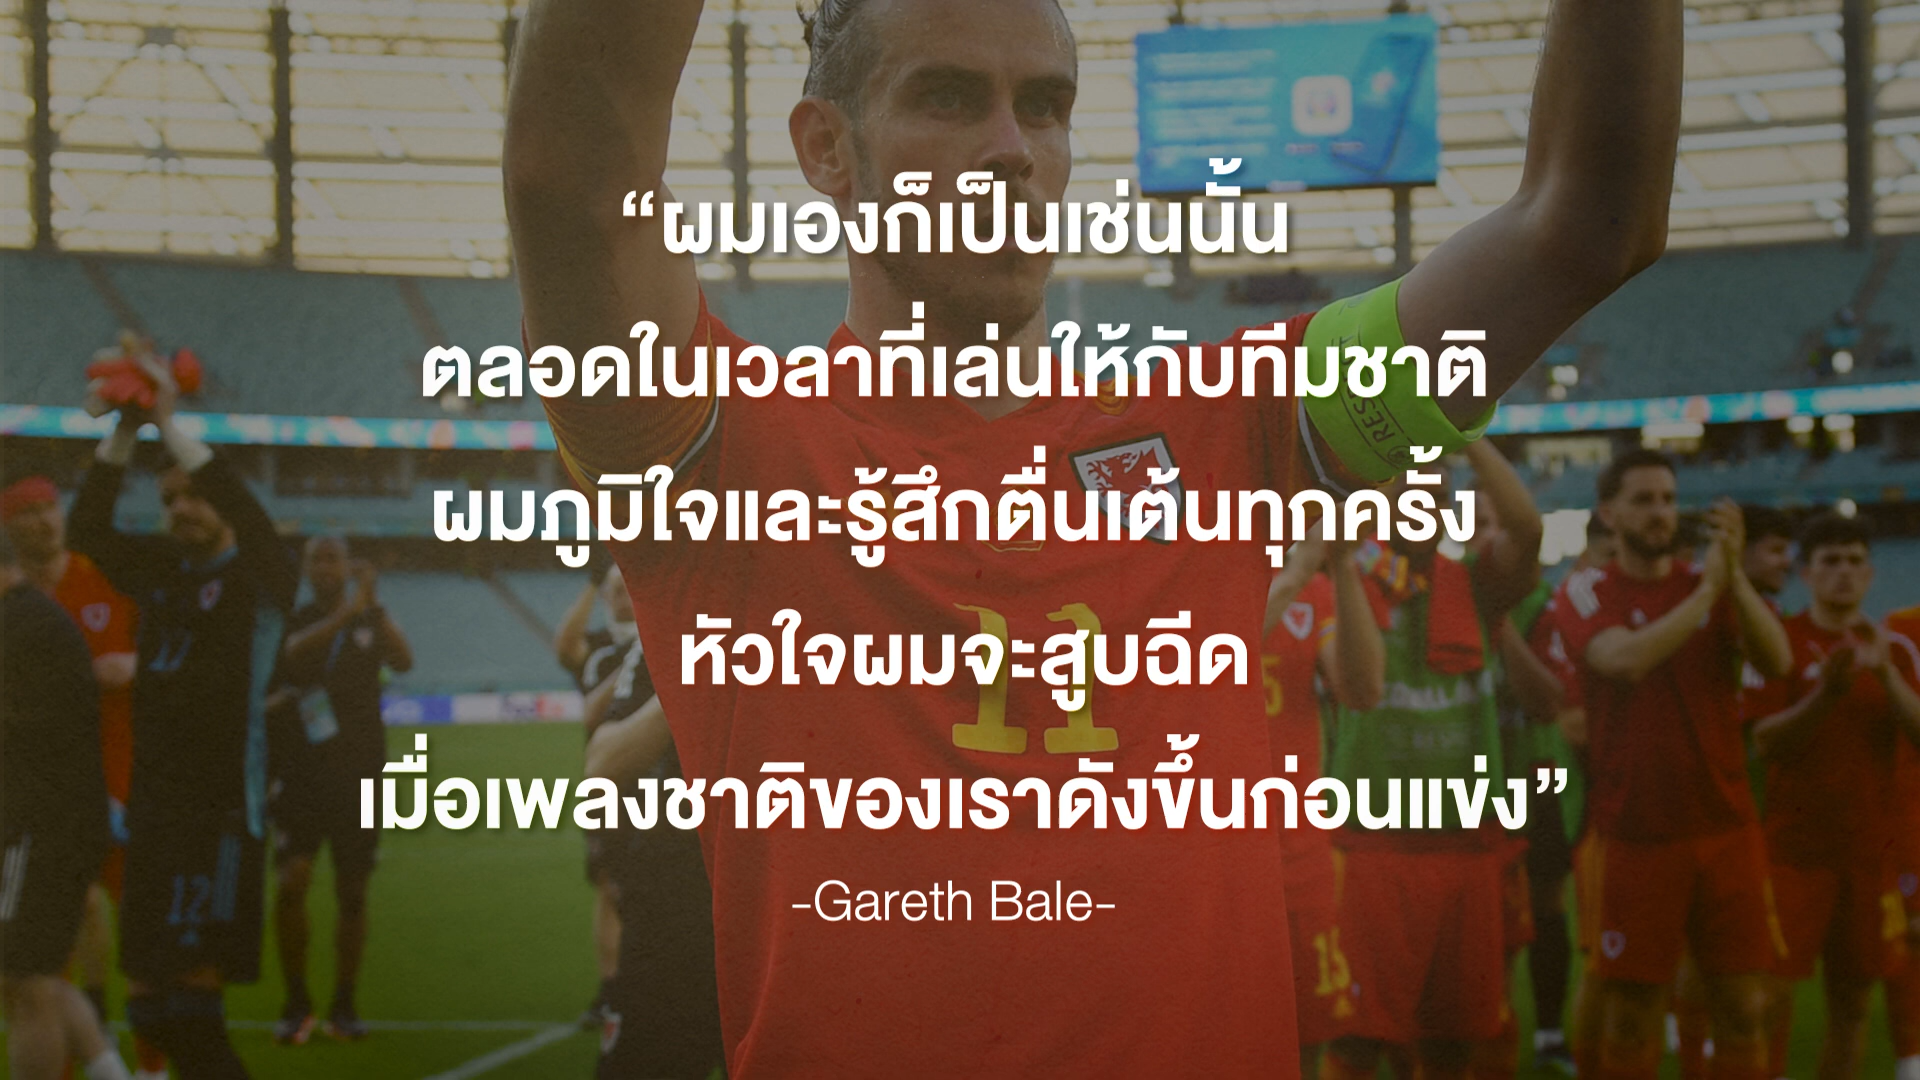 “ผมเองก็เป็นเช่นนั้น
ตลอดในเวลาที่เล่นให้กับทีมชาติ
ผมภูมิใจและรู้สึกตื่นเต้นทุกครั้ง
หัวใจผมจะสูบฉีด
เมื่อเพลงชาติของเราดังขึ้นก่อนแข่ง”
-Gareth Bale-
RESPECT
11
12
15